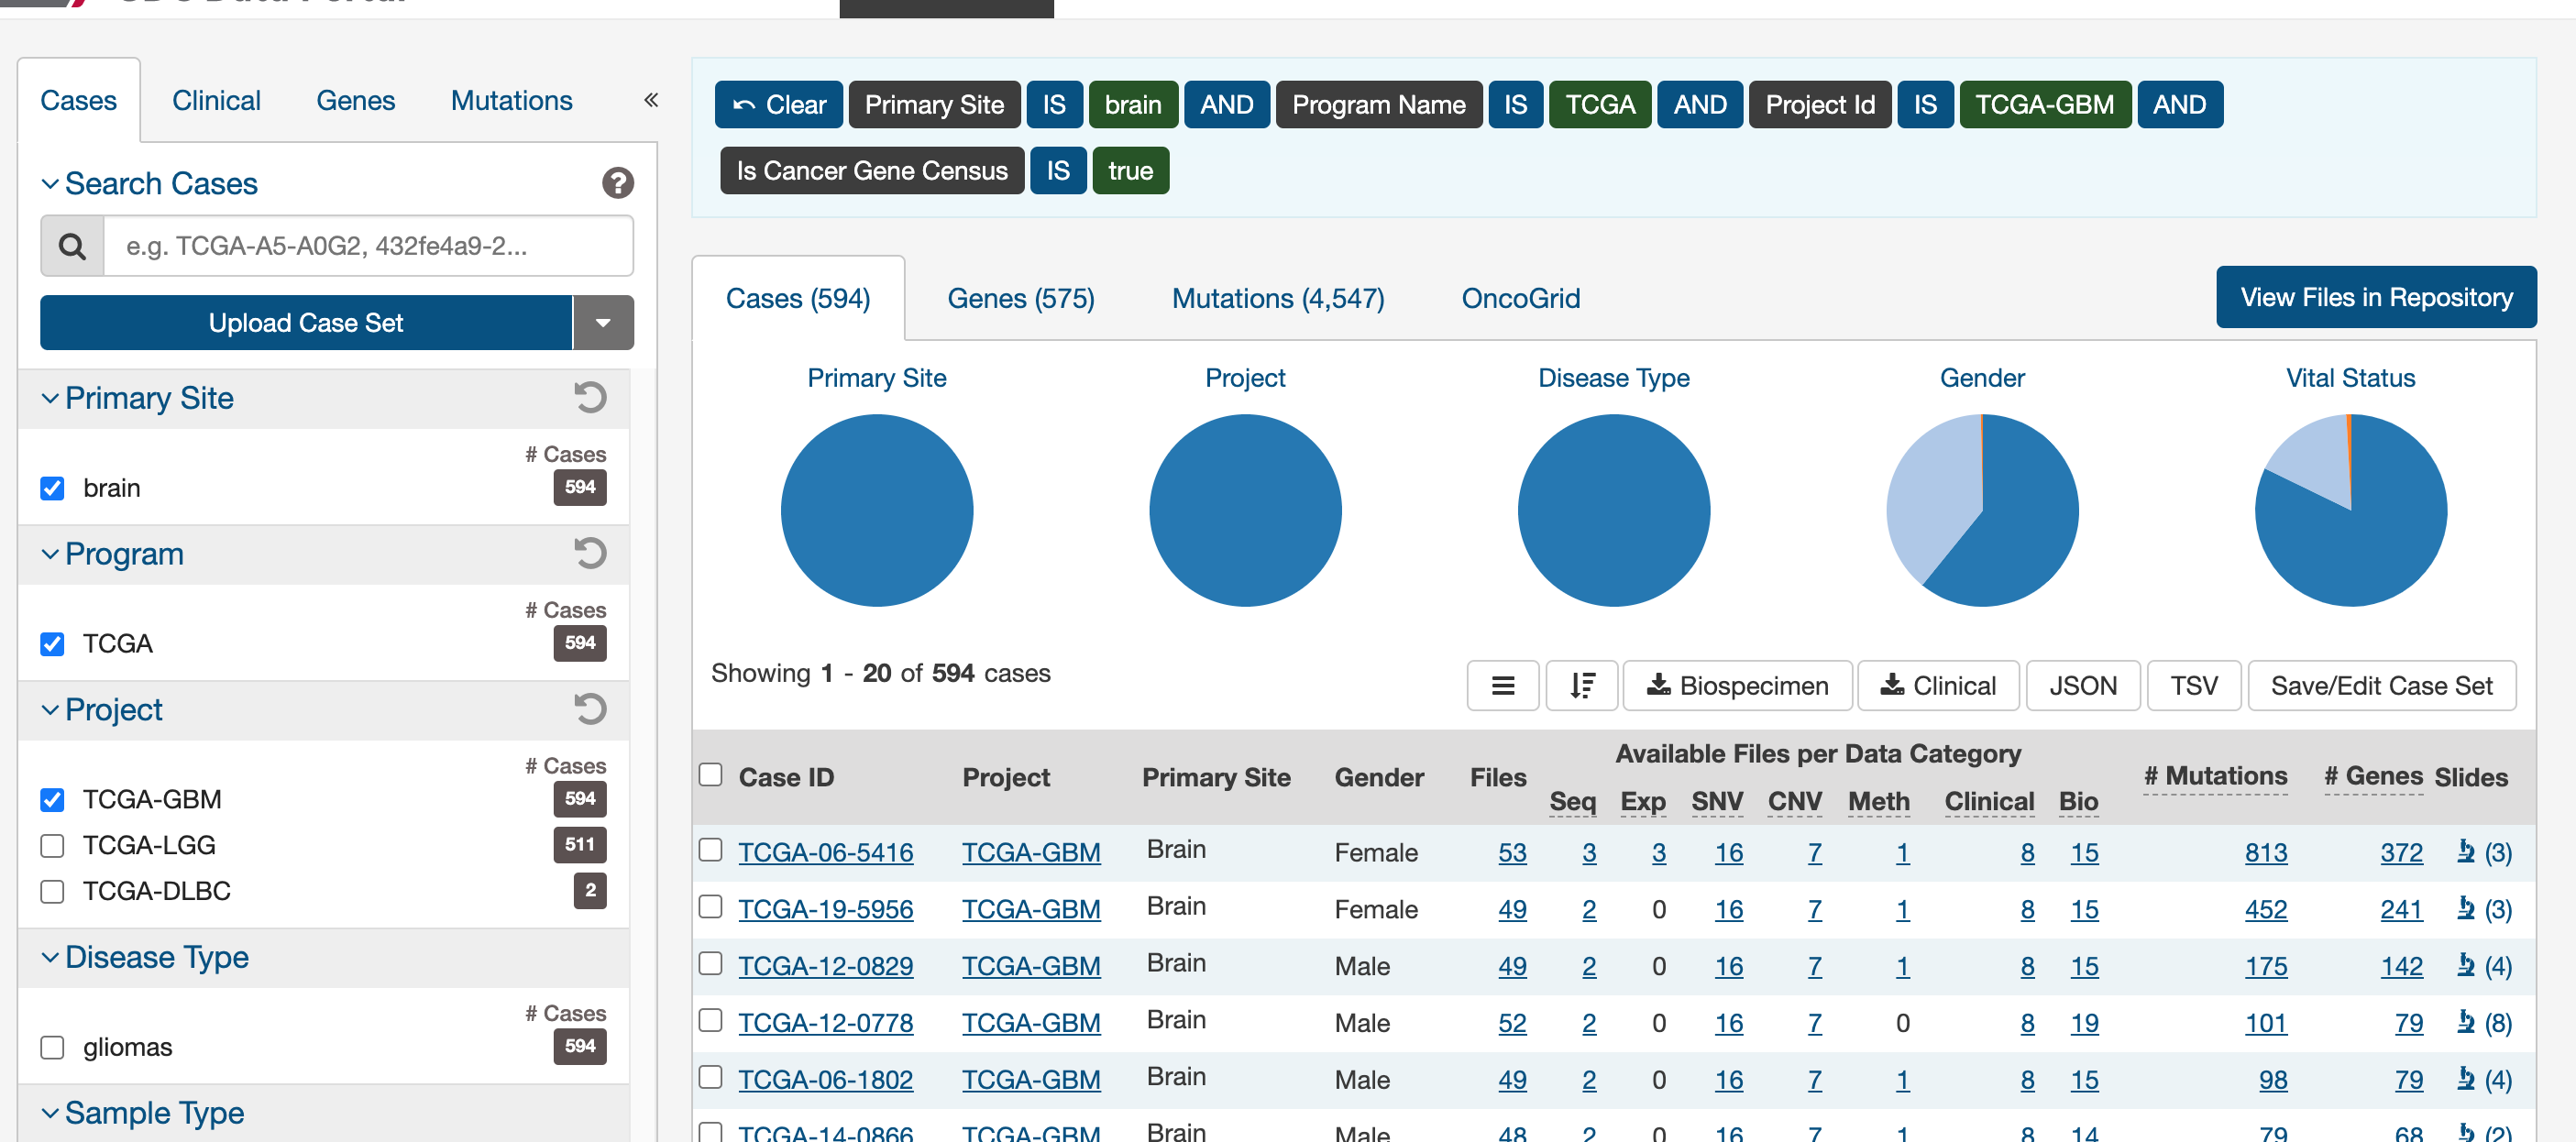 GDC Data Portal
Cases Clinical Genes Mutations «
Search Cases ?
e.g. TCGA-A5-A0G2, 432fe4a9-2...
Upload Case Set
Primary Site
# Cases
brain 594
Program
# Cases
TCGA 594
Project
# Cases
TCGA-GBM 594
TCGA-LGG 511
TCGA-DLBC 2
Disease Type
# Cases
gliomas 594
Sample Type
Clear Primary Site IS brain AND Program Name IS TCGA AND Project Id IS TCGA-GBM AND
Is Cancer Gene Census IS true
Cases (594) Genes (575) Mutations (4,547) OncoGrid View Files in Repository
Primary Site Project Disease Type Gender Vital Status
Showing 1 - 20 of 594 cases Biospecimen Clinical JSON TSV Save/Edit Case Set
Available Files per Data Category
Case ID Project Primary Site Gender Files # Mutations # Genes Slides
Seq Exp SNV CNV Meth Clinical Bio
TCGA-06-5416 TCGA-GBM Brain Female 53 3 3 16 7 1 8 15 813 372 (3)
TCGA-19-5956 TCGA-GBM Brain Female 49 2 0 16 7 1 8 15 452 241 (3)
TCGA-12-0829 TCGA-GBM Brain Male 49 2 0 16 7 1 8 15 175 142 (4)
TCGA-12-0778 TCGA-GBM Brain Male 52 2 0 16 7 0 8 19 101 79 (8)
TCGA-06-1802 TCGA-GBM Brain Male 49 2 0 16 7 1 8 15 98 79 (4)
TCGA-14-0866 TCGA-GBM Brain Male 48 2 0 16 7 1 8 14 79 68 (2)